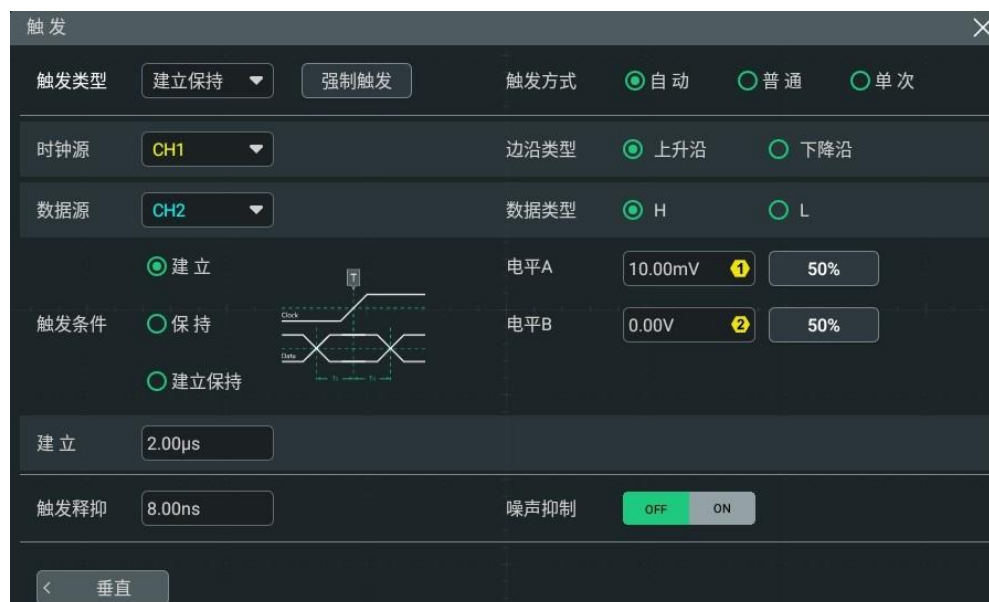 触发
触发类型 建立保持 强制触发 触发方式 自动 普通 单次
时钟源 CH1 边沿类型 上升沿 下降沿
数据源 CH2 数据类型 H L
建立 T 电平A 10.00mV 1 50%
触发条件 保持 Clock 电平B 0.00V 2 50%
Data
建立保持
建立 2.00μs
触发释抑 8.00ns 噪声抑制 OFF ON
< 垂直